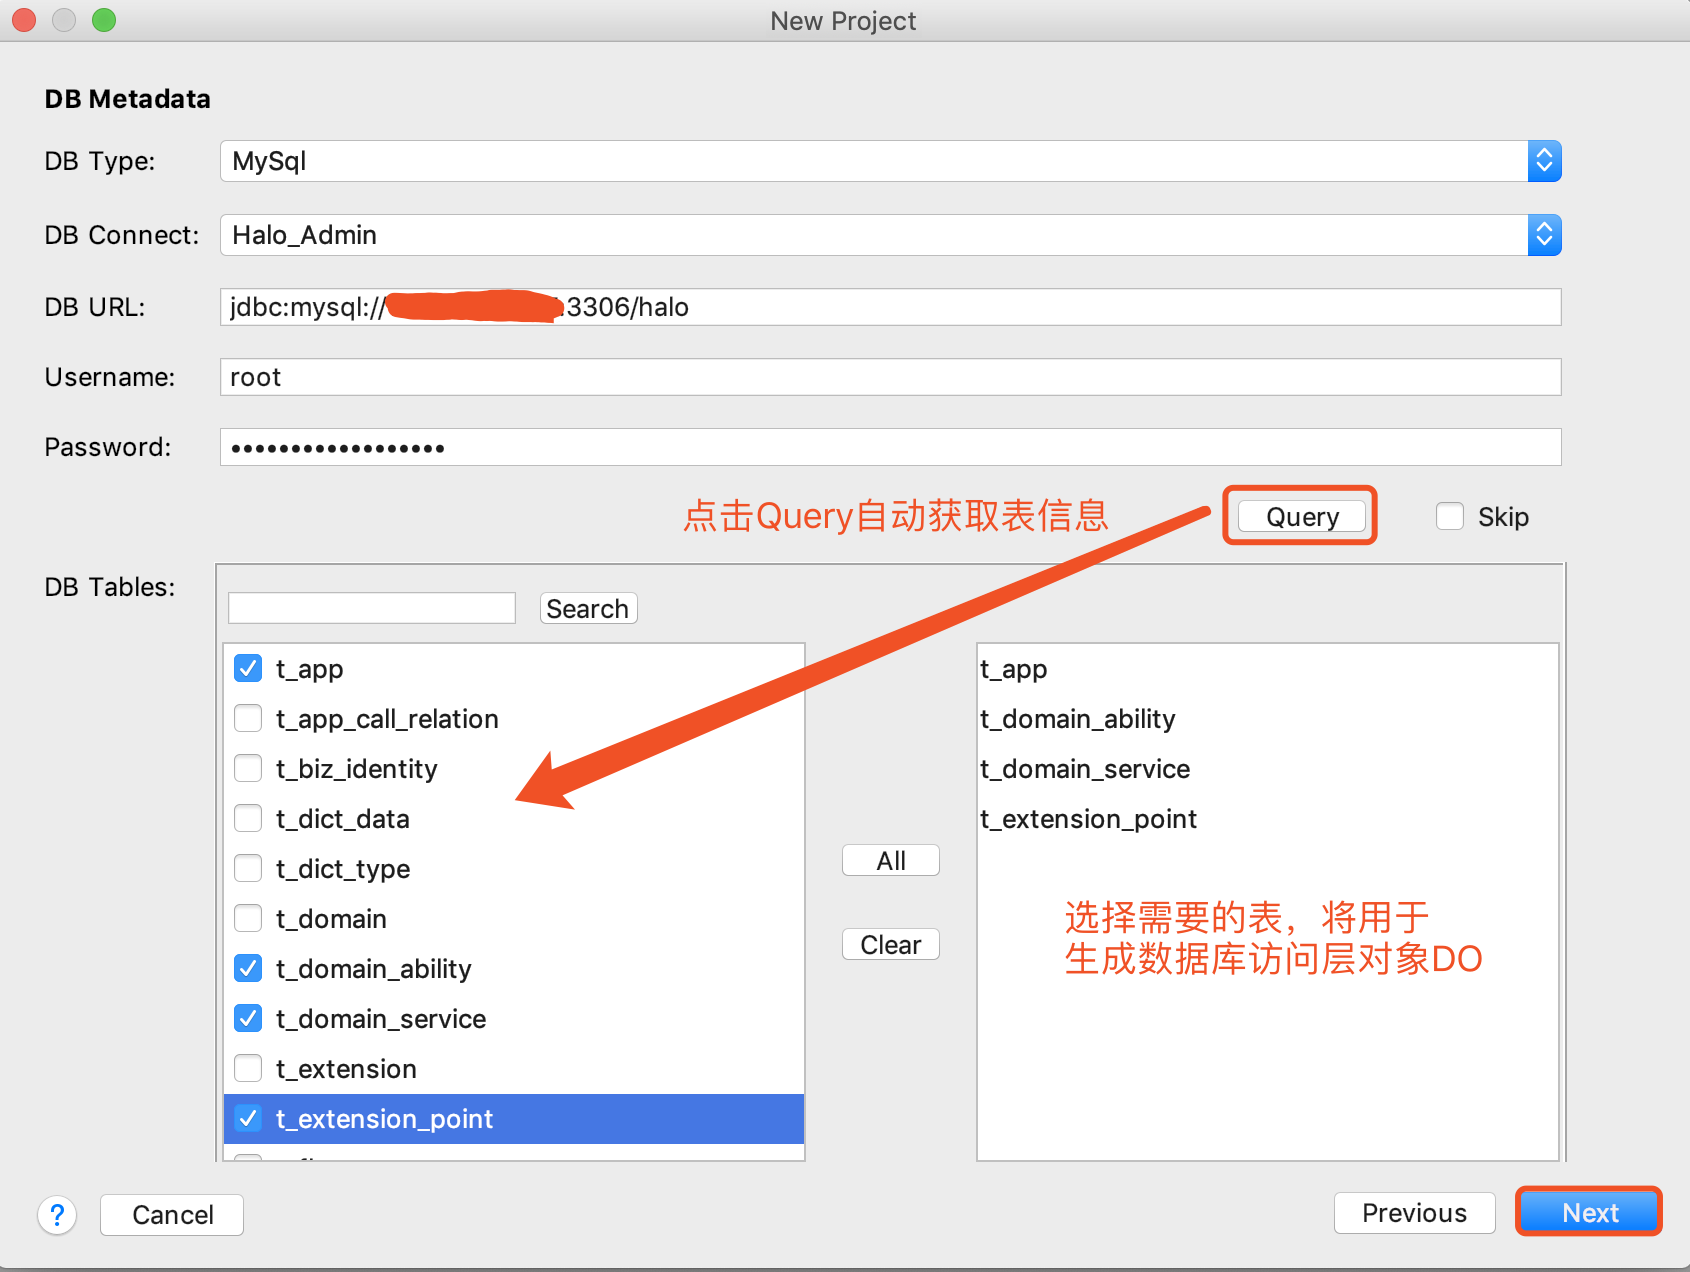 New Project
DB Metadata
DB Type: MySql
DB Connect: Halo_Admin
DB URL: jdbc:mysql:// 3306/halo
Username: root
Password: ••••••••••••••••••
点击Query自动获取表信息 Query Skip
DB Tables:
Search
t_app
t_app_call_relation
t_biz_identity
t_dict_data
t_dict_type
t_domain
t_domain_ability
t_domain_service
t_extension
t_extension_point
All
Clear
t_app
t_domain_ability
t_domain_service
t_extension_point
选择需要的表，将用于
生成数据库访问层对象DO
? Cancel Previous Next